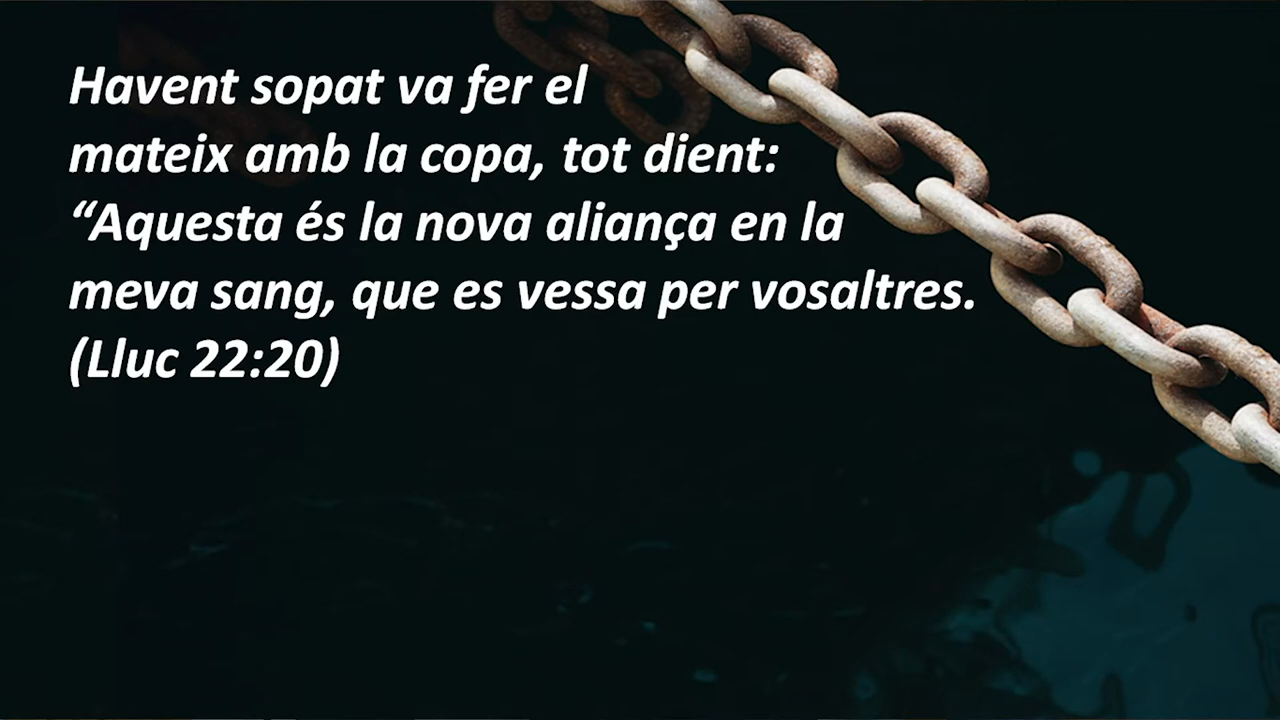 Havent sopat va fer el
mateix amb la copa, tot dient:
“Aquesta és la nova aliança en la
meva sang, que es vessa per vosaltres.
(Lluc 22:20)